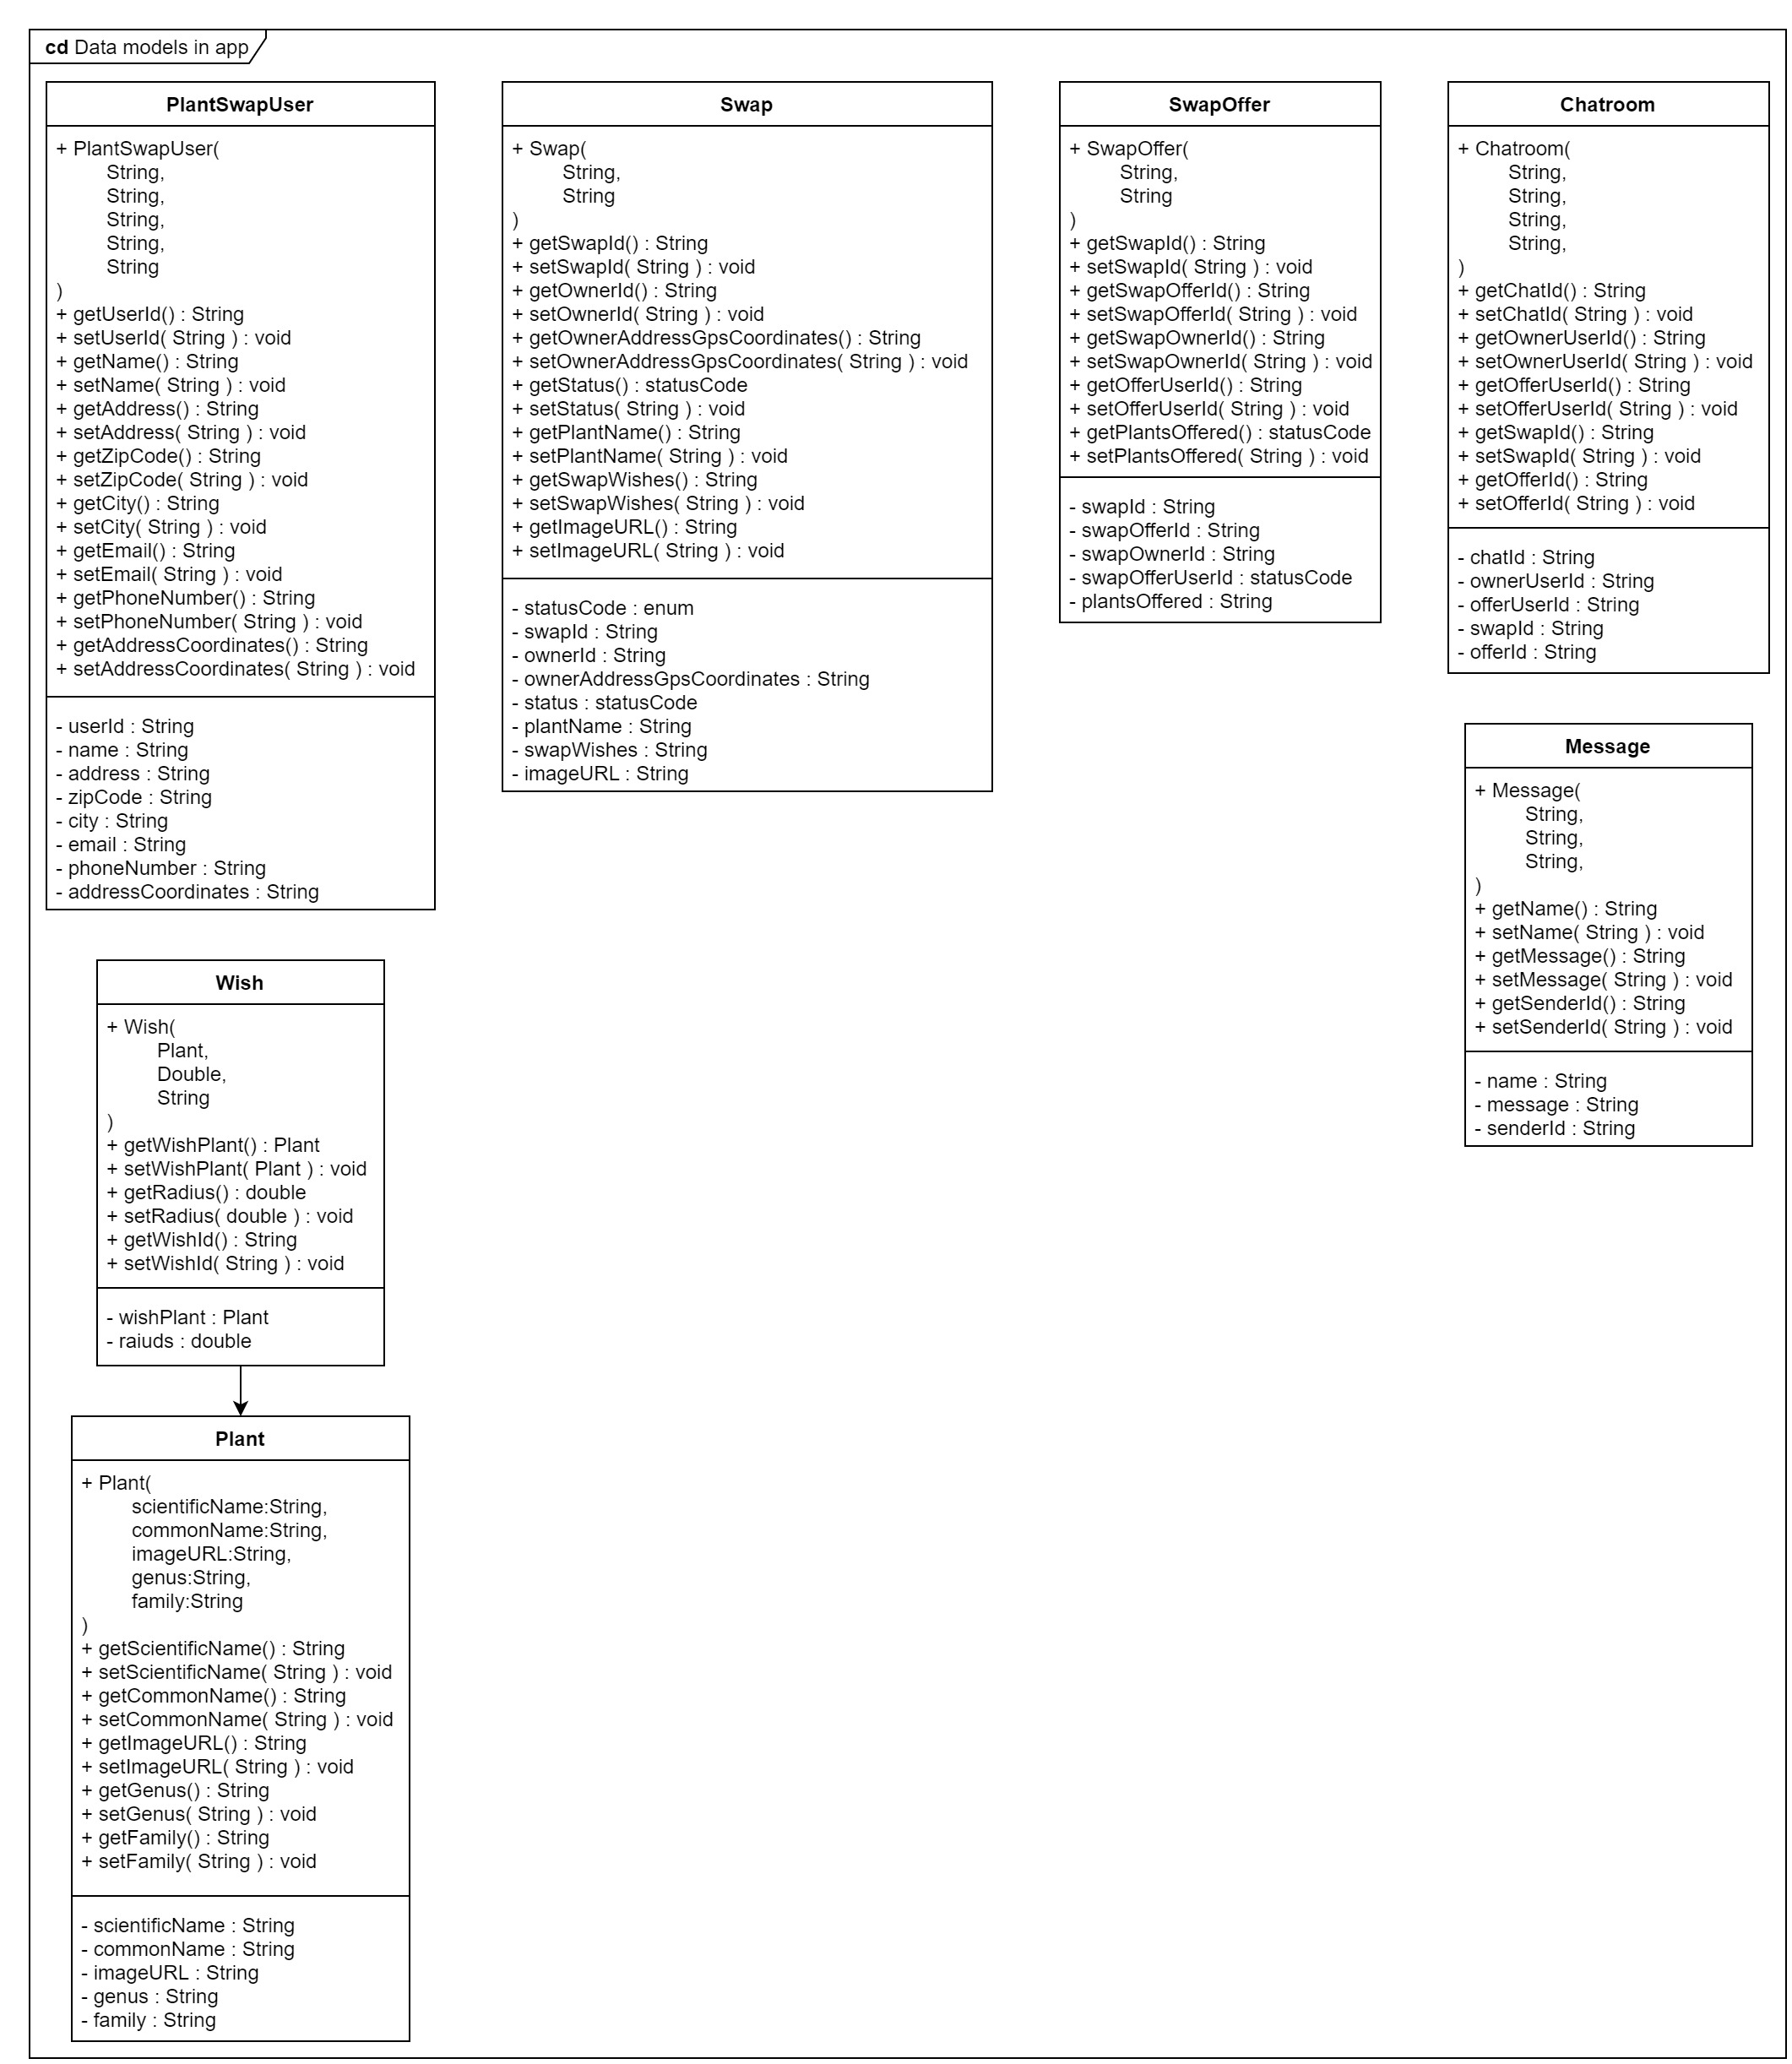 cd Data models in app
PlantSwapUser
+ PlantSwapUser(
String,
String,
String,
String,
String
)
+ getUserId() : String
+ setUserId( String ) : void
+ getName() : String
+ setName( String ) : void
+ getAddress() : String
+ setAddress( String ) : void
+ getZipCode() : String
+ setZipCode( String ) : void
+ getCity() : String
+ setCity( String ) : void
+ getEmail() : String
+ setEmail( String ) : void
+ getPhoneNumber() : String
+ setPhoneNumber( String ) : void
+ getAddressCoordinates() : String
+ setAddressCoordinates( String ) : void
- userId : String
- name : String
- address : String
- zipCode : String
- city : String
- email : String
- phoneNumber : String
- addressCoordinates : String
Swap
+ Swap(
String,
String
)
+ getSwapId() : String
+ setSwapId( String ) : void
+ getOwnerId() : String
+ setOwnerId( String ) : void
+ getOwnerAddressGpsCoordinates() : String
+ setOwnerAddressGpsCoordinates( String ) : void
+ getStatus() : statusCode
+ setStatus( String ) : void
+ getPlantName() : String
+ setPlantName( String ) : void
+ getSwapWishes() : String
+ setSwapWishes( String ) : void
+ getImageURL() : String
+ setImageURL( String ) : void
- statusCode : enum
- swapId : String
- ownerId : String
- ownerAddressGpsCoordinates : String
- status : statusCode
- plantName : String
- swapWishes : String
- imageURL : String
SwapOffer
+ SwapOffer(
String,
String
)
+ getSwapId() : String
+ setSwapId( String ) : void
+ getSwapOfferId() : String
+ setSwapOfferId( String ) : void
+ getSwapOwnerId() : String
+ setSwapOwnerId( String ) : void
+ getOfferUserId() : String
+ setOfferUserId( String ) : void
+ getPlantsOffered() : statusCode
+ setPlantsOffered( String ) : void
- swapId : String
- swapOfferId : String
- swapOwnerId : String
- swapOfferUserId : statusCode
- plantsOffered : String
Chatroom
+ Chatroom(
String,
String,
String,
String,
)
+ getChatId() : String
+ setChatId( String ) : void
+ getOwnerUserId() : String
+ setOwnerUserId( String ) : void
+ getOfferUserId() : String
+ setOfferUserId( String ) : void
+ getSwapId() : String
+ setSwapId( String ) : void
+ getOfferId() : String
+ setOfferId( String ) : void
- chatId : String
- ownerUserId : String
- offerUserId : String
- swapId : String
- offerId : String
Message
+ Message(
String,
String,
String,
)
+ getName() : String
+ setName( String ) : void
+ getMessage() : String
+ setMessage( String ) : void
+ getSenderId() : String
+ setSenderId( String ) : void
- name : String
- message : String
- senderId : String
Wish
+ Wish(
Plant,
Double,
String
)
+ getWishPlant() : Plant
+ setWishPlant( Plant ) : void
+ getRadius() : double
+ setRadius( double ) : void
+ getWishId() : String
+ setWishId( String ) : void
- wishPlant : Plant
- raiuds : double
Plant
+ Plant(
scientificName:String,
commonName:String,
imageURL:String,
genus:String,
family:String
)
+ getScientificName() : String
+ setScientificName( String ) : void
+ getCommonName() : String
+ setCommonName( String ) : void
+ getImageURL() : String
+ setImageURL( String ) : void
+ getGenus() : String
+ setGenus( String ) : void
+ getFamily() : String
+ setFamily( String ) : void
- scientificName : String
- commonName : String
- imageURL : String
- genus : String
- family : String